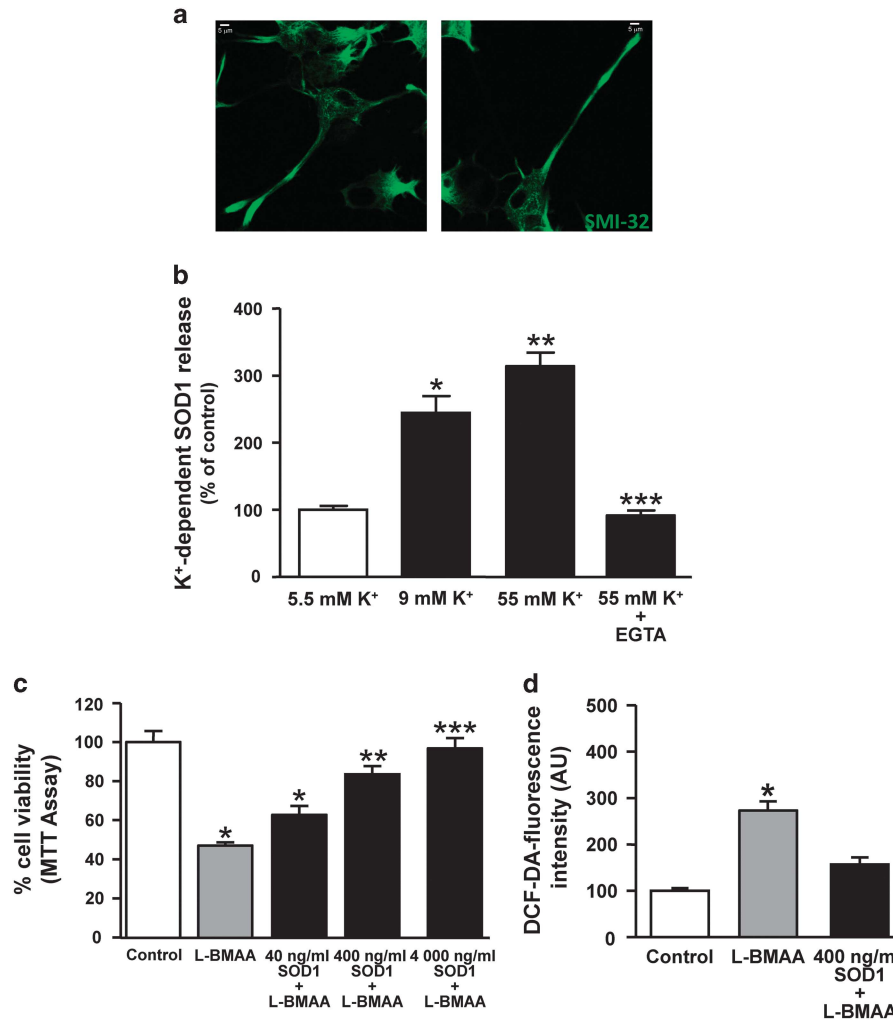 a
5 μm
5 μm
SMI-32
b
K⁺-dependent SOD1 release
(% of control)
400
300
200
100
0
*
**
***
5.5 mM K⁺
9 mM K⁺
55 mM K⁺
55 mM K⁺
+
EGTA
c
% cell viability
(MTT Assay)
120
100
80
60
40
20
0
*
*
**
***
Control
L-BMAA
40 ng/ml
SOD1
+
L-BMAA
400 ng/ml
SOD1
+
L-BMAA
4 000 ng/ml
SOD1
+
L-BMAA
d
DCF-DA-fluorescence
intensity (AU)
500
400
300
200
100
0
*
Control
L-BMAA
400 ng/m
SOD1
+
L-BMAA